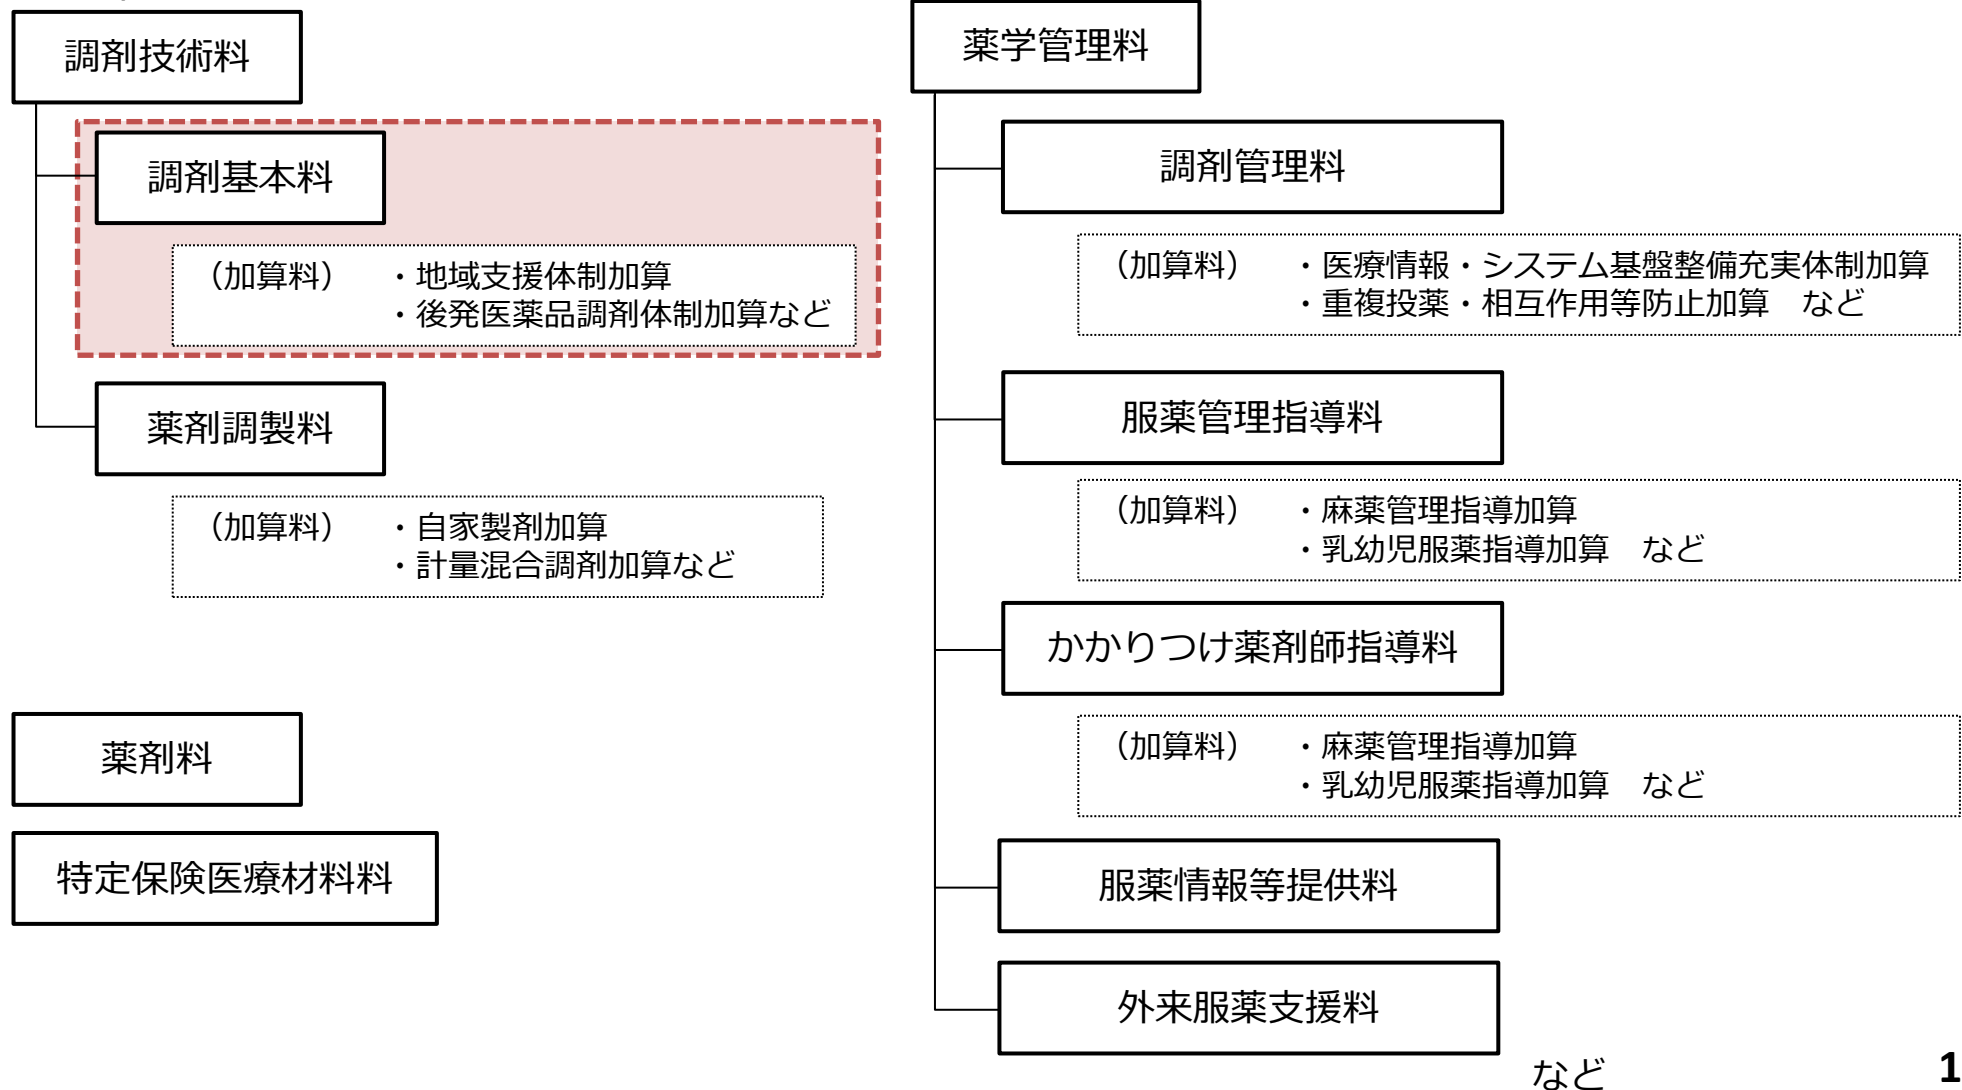 調剤技術料
調剤基本料
（加算料）　・地域支援体制加算
・後発医薬品調剤体制加算など
薬剤調製料
（加算料）　・自家製剤加算
・計量混合調剤加算など
薬剤料
特定保険医療材料料
薬学管理料
調剤管理料
（加算料）　・医療情報・システム基盤整備充実体制加算
・重複投薬・相互作用等防止加算　など
服薬管理指導料
（加算料）　・麻薬管理指導加算
・乳幼児服薬指導加算　など
かかりつけ薬剤師指導料
（加算料）　・麻薬管理指導加算
・乳幼児服薬指導加算　など
服薬情報等提供料
外来服薬支援料
など
1